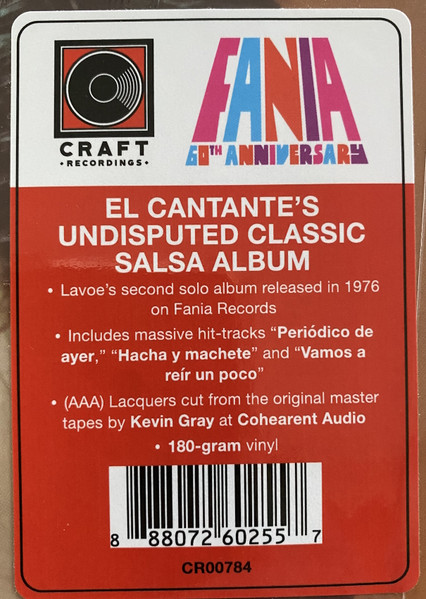 CRAFT
•RECORDINGS•
FANIA
60TH ANNIVERSARY
EL CANTANTE'S
UNDISPUTED CLASSIC
SALSA ALBUM
• Lavoe's second solo album released in 1976
on Fania Records
• Includes massive hit-tracks "Periódico de
ayer," "Hacha y machete" and "Vamos a
reír un poco"
• (AAA) Lacquers cut from the original master
tapes by Kevin Gray at Cohearent Audio
• 180-gram vinyl
8 88072 60255 7
CR00784